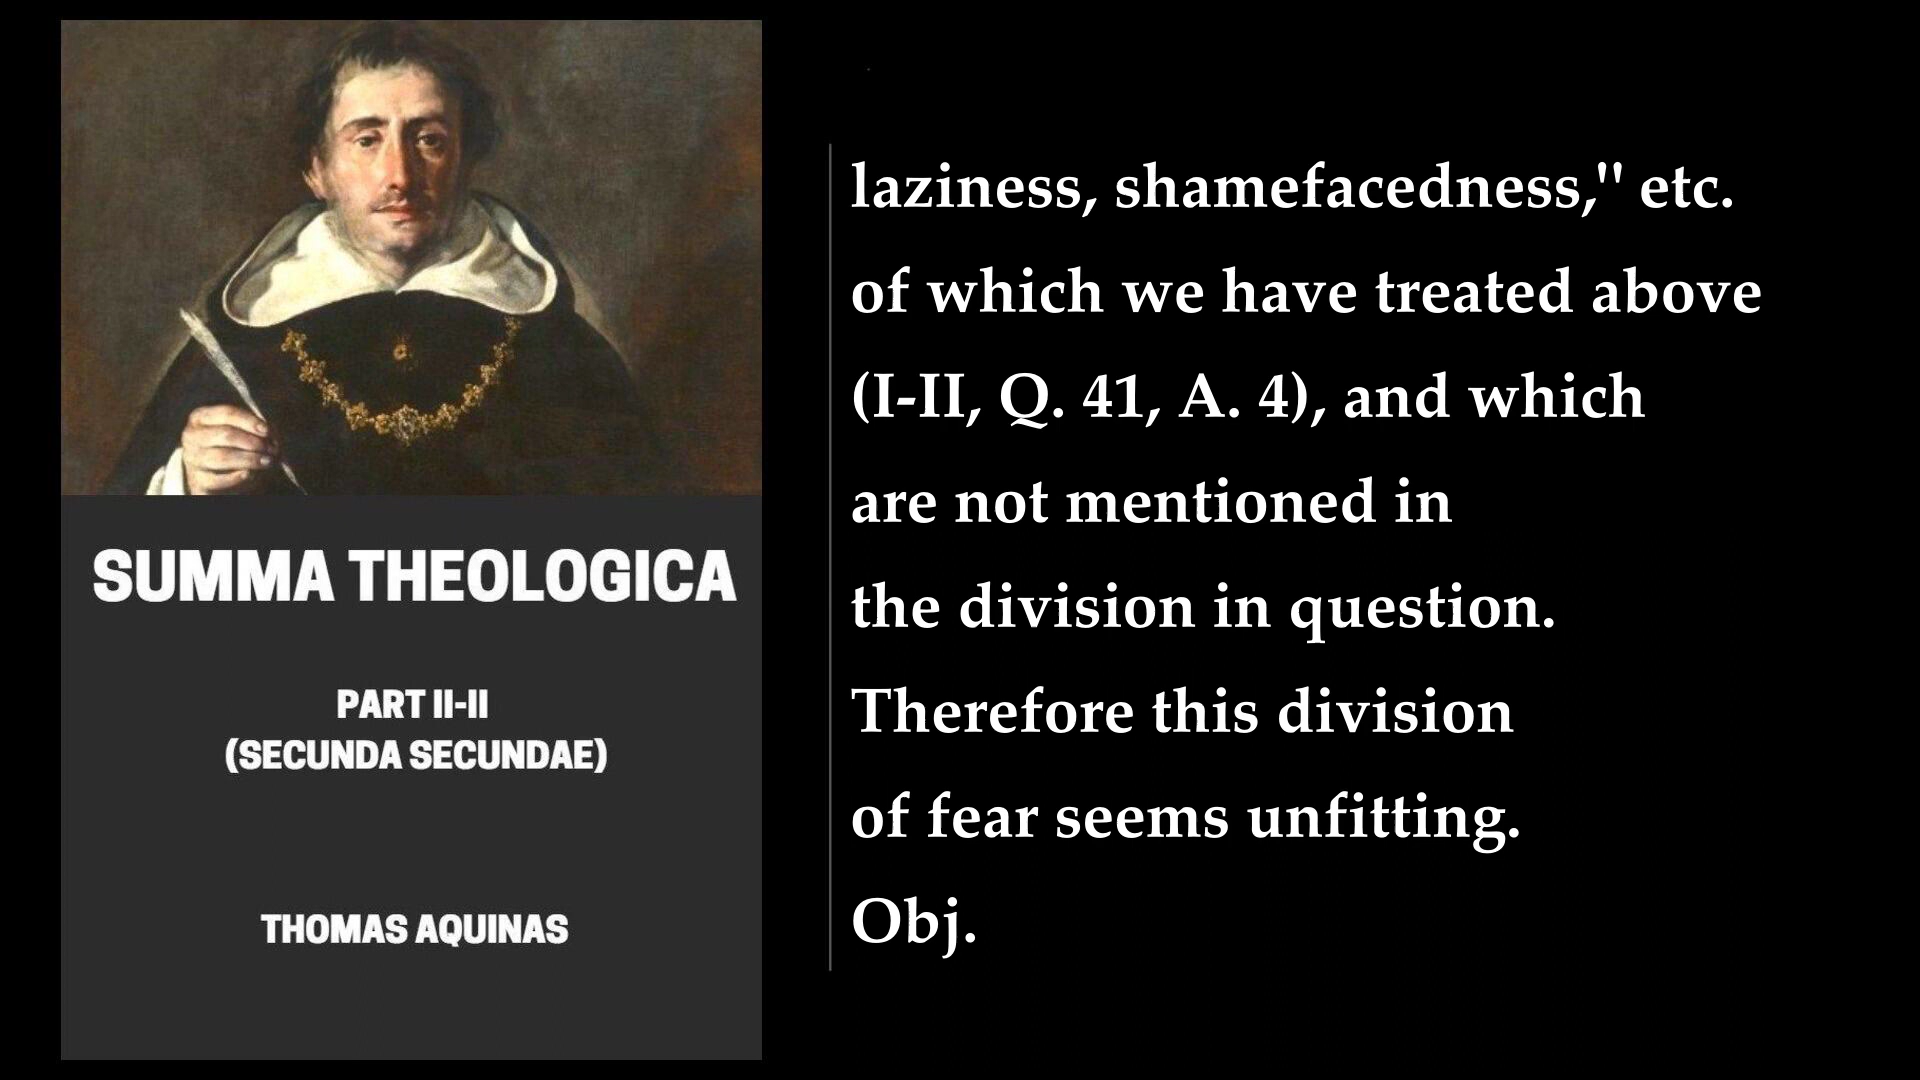 SUMMA THEOLOGICA
PART II-II
(SECUNDA SECUNDAE)
THOMAS AQUINAS
laziness, shamefacedness," etc.
of which we have treated above
(I-II, Q. 41, A. 4), and which
are not mentioned in
the division in question.
Therefore this division
of fear seems unfitting.
Obj.